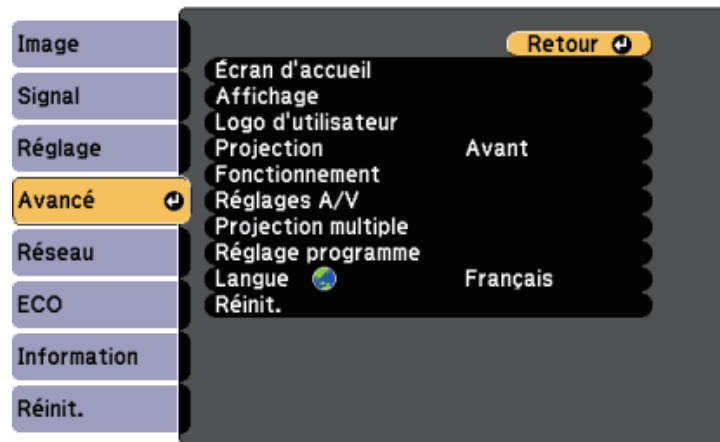 Image
Signal
Réglage
Avancé
Réseau
ECO
Information
Réinit.
Retour
Écran d'accueil
Affichage
Logo d'utilisateur
Projection Avant
Fonctionnement
Réglages A/V
Projection multiple
Réglage programme
Langue Français
Réinit.